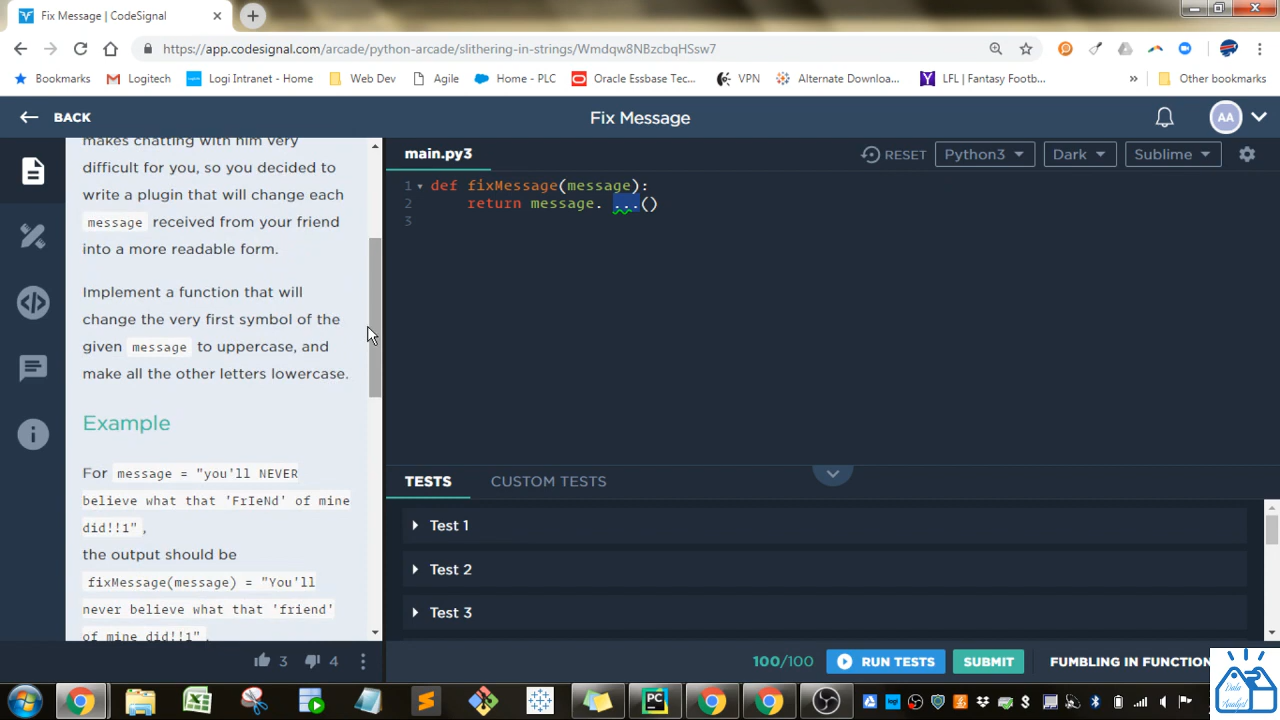 Fix Message | CodeSignal
https://app.codesignal.com/arcade/python-arcade/slithering-in-strings/Wmdqw8NBzcbqHSsw7
Bookmarks
Logitech
Logi Intranet - Home
Web Dev
Agile
Home - PLC
Oracle Essbase Tec...
VPN
Alternate Downloa...
LFL | Fantasy Footb...
»
Other bookmarks
BACK
Fix Message
AA
makes chatting with him very
difficult for you, so you decided to
write a plugin that will change each
message received from your friend
into a more readable form.
Implement a function that will
change the very first symbol of the
given message to uppercase, and
make all the other letters lowercase.
Example
For message = "you'll NEVER
believe what that 'FrIeNd' of mine
did!!1",
the output should be
fixMessage(message) = "You'll
never believe what that 'friend'
of mine did!!1".
3
4
main.py3
RESET
Python3
Dark
Sublime
1 def fixMessage(message):
2 return message. ...()
3
TESTS
CUSTOM TESTS
Test 1
Test 2
Test 3
100/100
RUN TESTS
SUBMIT
FUMBLING IN FUNCTION
Data
Analyst